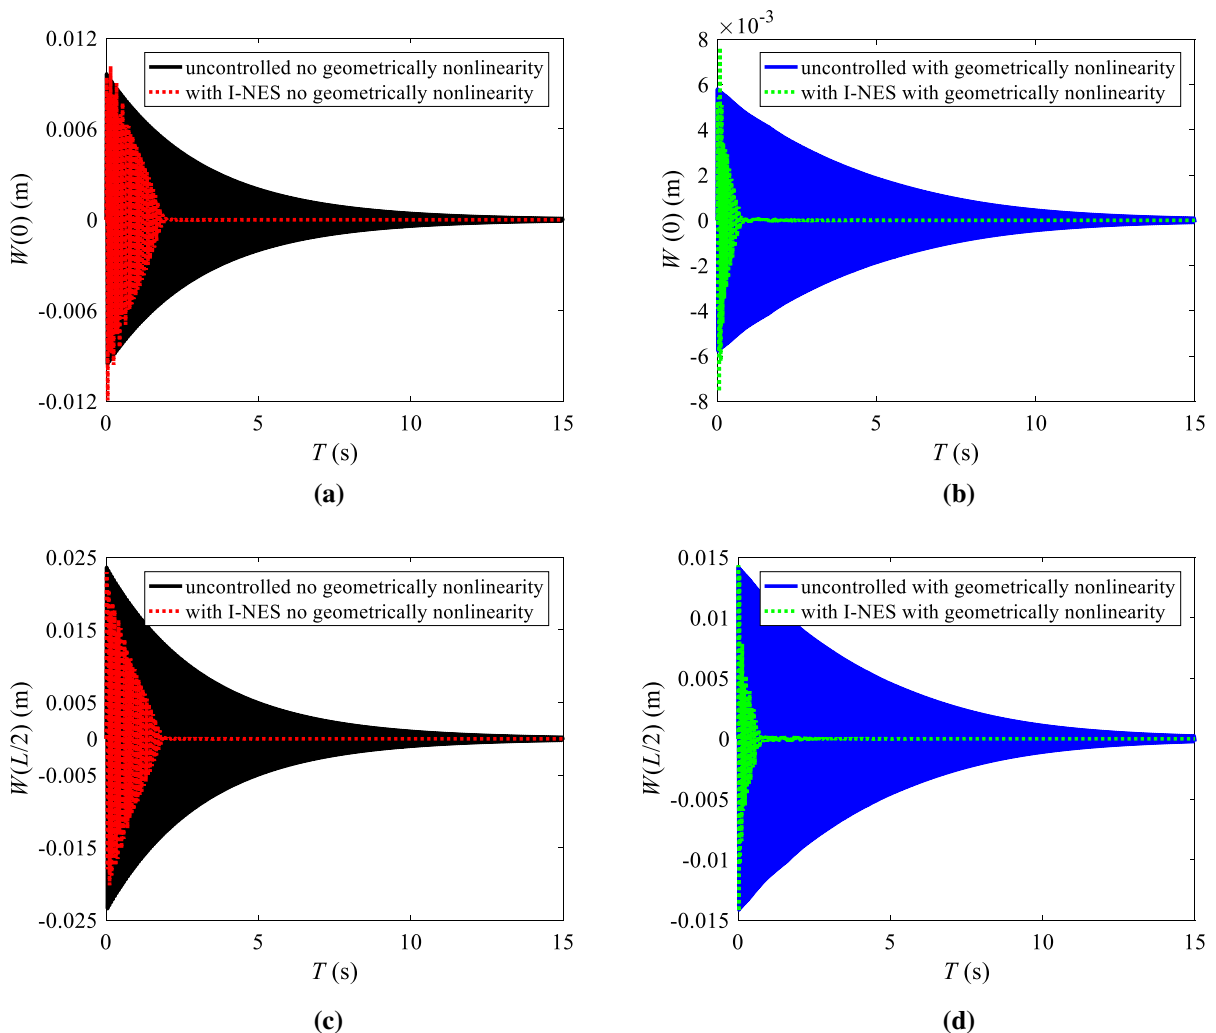 0.012
0.006
0
-0.006
-0.012
W(0) (m)
uncontrolled no geometrically nonlinearity
with I-NES no geometrically nonlinearity
0 5 10 15
T (s)
(a)
×10-3
8
6
4
2
0
-2
-4
-6
-8
W (0) (m)
uncontrolled with geometrically nonlinearity
with I-NES with geometrically nonlinearity
0 5 10 15
T (s)
(b)
0.025
0.015
0.005
0
-0.005
-0.015
-0.025
W(L/2) (m)
uncontrolled no geometrically nonlinearity
with I-NES no geometrically nonlinearity
0 5 10 15
T (s)
(c)
0.015
0.01
0.005
0
-0.005
-0.01
-0.015
W(L/2) (m)
uncontrolled with geometrically nonlinearity
with I-NES with geometrically nonlinearity
0 5 10 15
T (s)
(d)